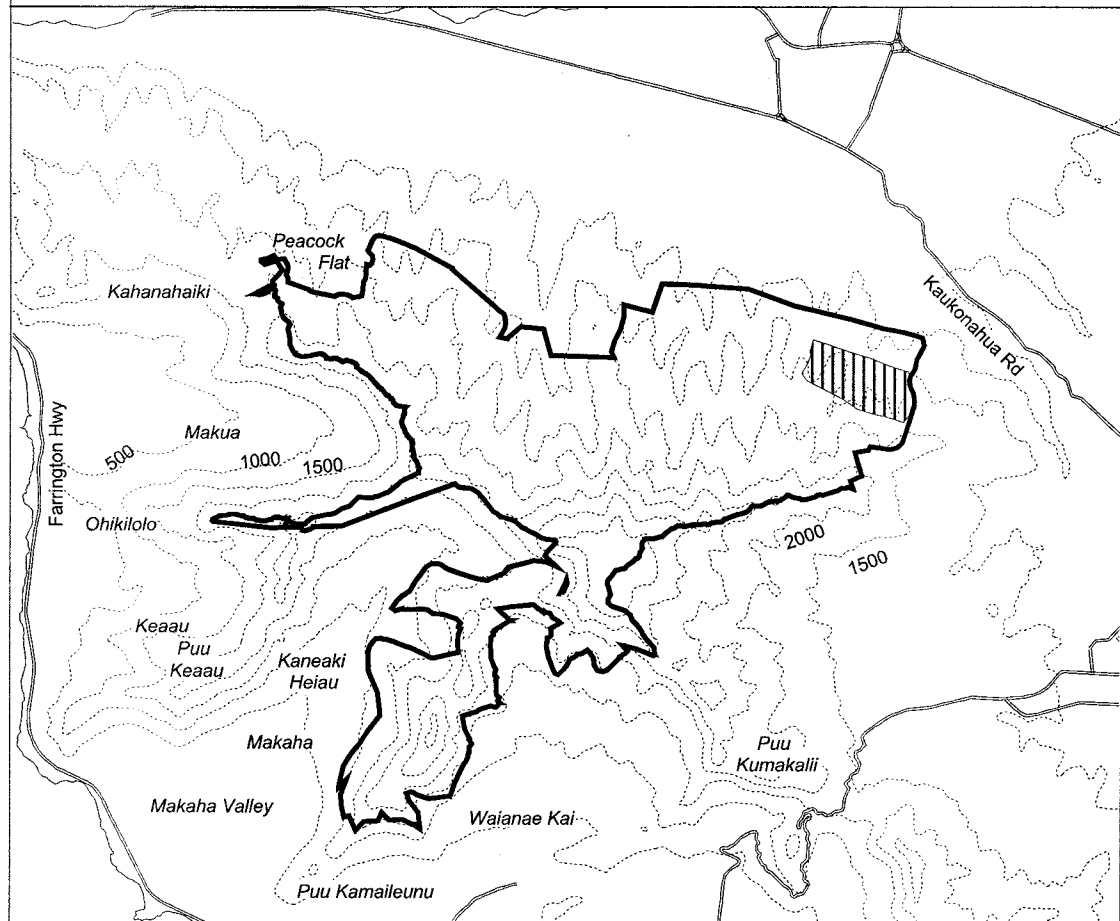 Peacock
Flat
Kahanahaiki
Kaukonahua Rd
Farrington Hwy
Makua
500
1000
1500
Ohikilolo
2000
1500
Keaau
Puu
Keaau
Kaneaki
Heiau
Makaha
Puu
Kumakalii
Makaha Valley
Waianae Kai
Puu Kamaileunu